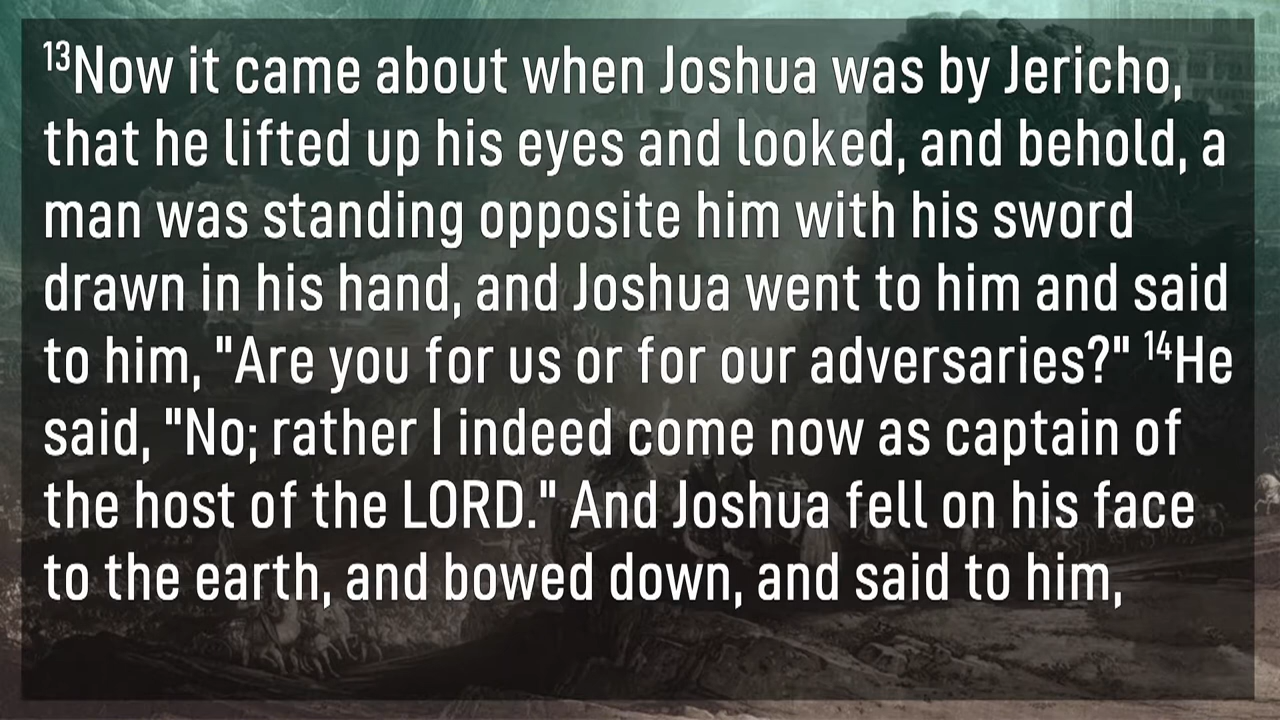 ¹³Now it came about when Joshua was by Jericho,
that he lifted up his eyes and looked, and behold, a
man was standing opposite him with his sword
drawn in his hand, and Joshua went to him and said
to him, "Are you for us or for our adversaries?" ¹⁴He
said, "No; rather I indeed come now as captain of
the host of the LORD." And Joshua fell on his face
to the earth, and bowed down, and said to him,